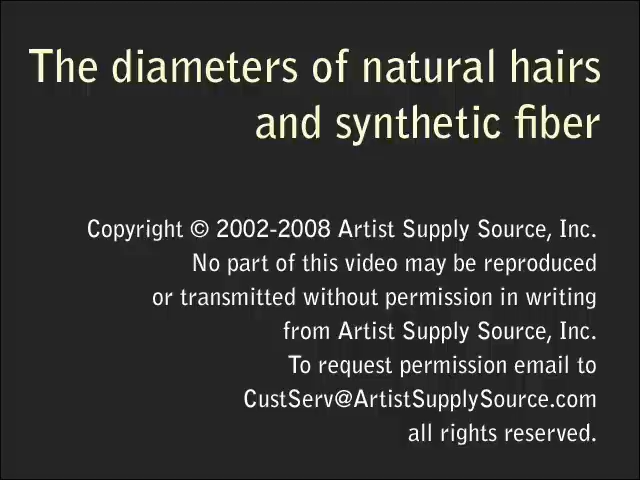 The diameters of natural hairs
and synthetic fiber
Copyright © 2002-2008 Artist Supply Source, Inc.
No part of this video may be reproduced
or transmitted without permission in writing
from Artist Supply Source, Inc.
To request permission email to
CustServ@ArtistSupplySource.com
all rights reserved.